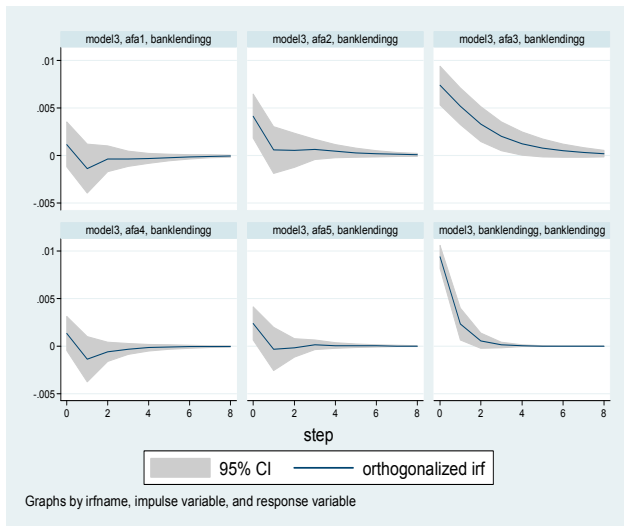 model3, afa1, banklendingg
model3, afa2, banklendingg
model3, afa3, banklendingg
.01
.005
0
-.005
model3, afa4, banklendingg
model3, afa5, banklendingg
model3, banklendingg, banklendingg
.01
.005
0
-.005
0 2 4 6 8
0 2 4 6 8
0 2 4 6 8
step
95% CI
orthogonalized irf
Graphs by irfname, impulse variable, and response variable